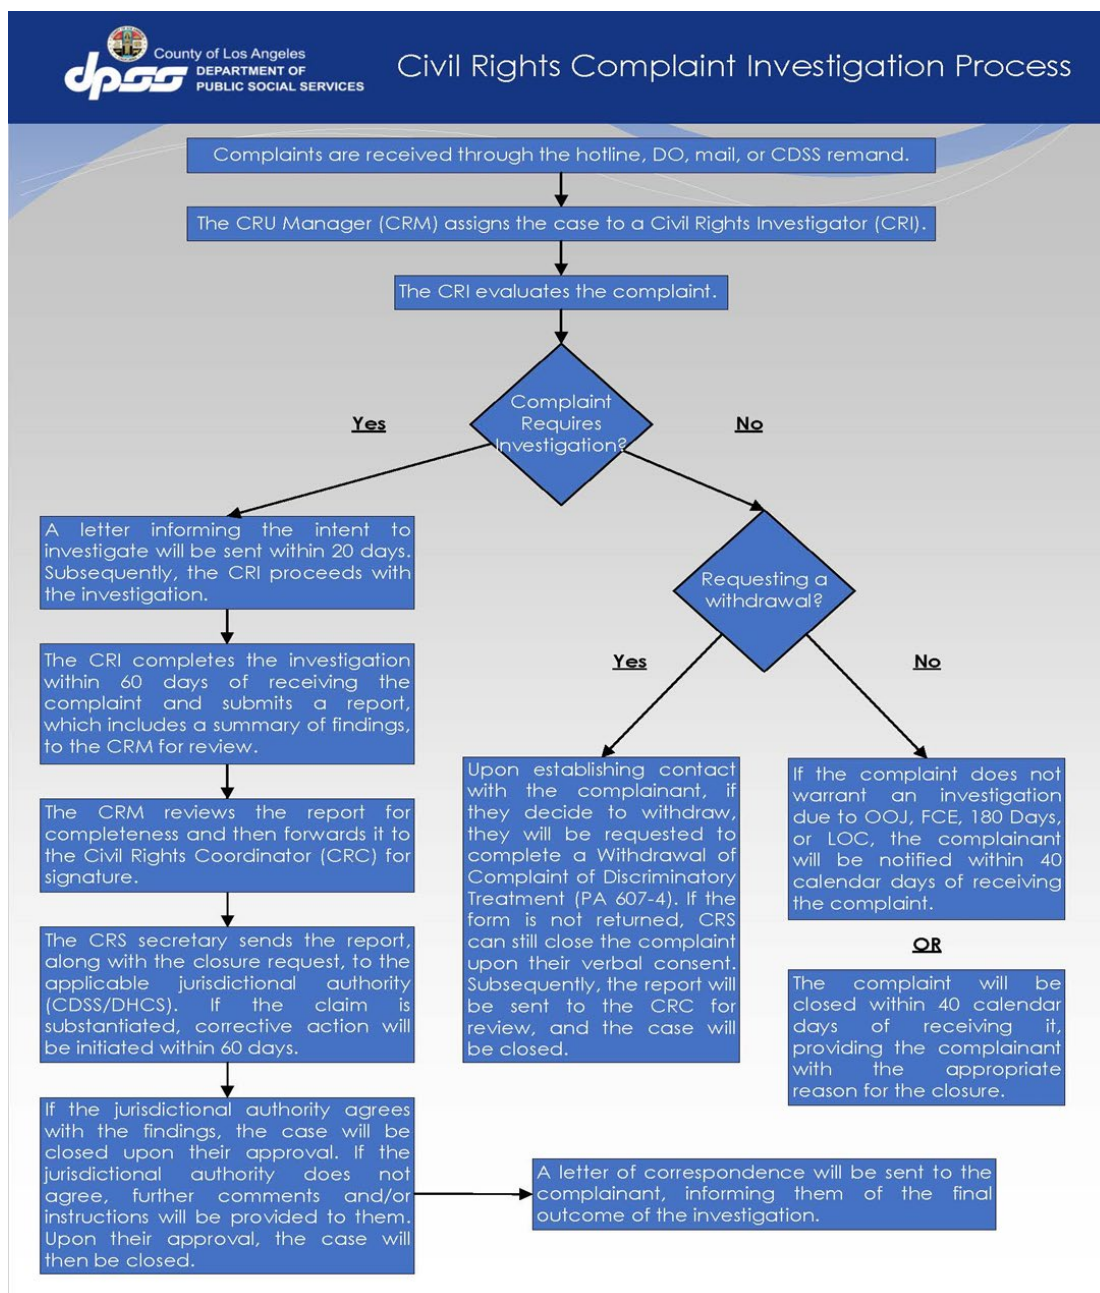 County of Los Angeles
dpss
DEPARTMENT OF
PUBLIC SOCIAL SERVICES
Civil Rights Complaint Investigation Process
Complaints are received through the hotline, DO, mail, or CDSS remand.
The CRU Manager (CRM) assigns the case to a Civil Rights Investigator (CRI).
The CRI evaluates the complaint.
Complaint
Requires
Investigation?
Yes
No
A letter informing the intent to
investigate will be sent within 20 days.
Subsequently, the CRI proceeds with
the investigation.
The CRI completes the investigation
within 60 days of receiving the
complaint and submits a report,
which includes a summary of findings,
to the CRM for review.
The CRM reviews the report for
completeness and then forwards it to
the Civil Rights Coordinator (CRC) for
signature.
The CRS secretary sends the report,
along with the closure request, to the
applicable jurisdictional authority
(CDSS/DHCS). If the claim is
substantiated, corrective action will
be initiated within 60 days.
If the jurisdictional authority agrees
with the findings, the case will be
closed upon their approval. If the
jurisdictional authority does not
agree, further comments and/or
instructions will be provided to them.
Upon their approval, the case will
then be closed.
A letter of correspondence will be sent to the
complainant, informing them of the final
outcome of the investigation.
Requesting a
withdrawal?
Yes
No
Upon establishing contact
with the complainant, if
they decide to withdraw,
they will be requested to
complete a Withdrawal of
Complaint of Discriminatory
Treatment (PA 607-4). If the
form is not returned, CRS
can still close the complaint
upon their verbal consent.
Subsequently, the report will
be sent to the CRC for
review, and the case will
be closed.
If the complaint does not
warrant an investigation
due to OOJ, FCE, 180 Days,
or LOC, the complainant
will be notified within 40
calendar days of receiving
the complaint.
OR
The complaint will be
closed within 40 calendar
days of receiving it,
providing the complainant
with the appropriate
reason for the closure.